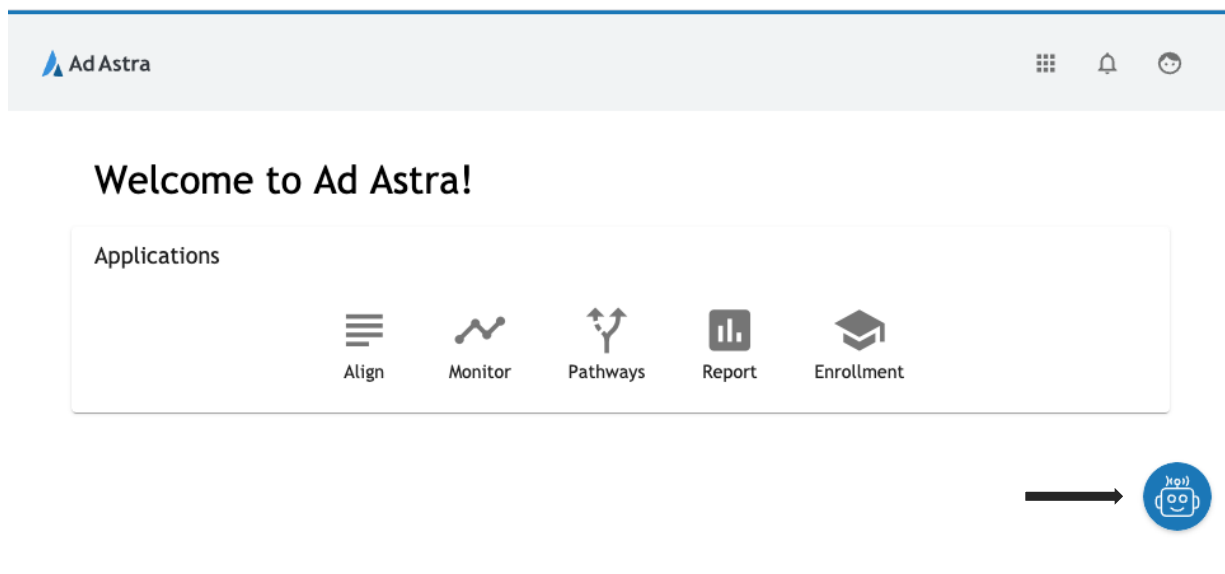 Ad Astra
Welcome to Ad Astra!
Applications
Align Monitor Pathways Report Enrollment